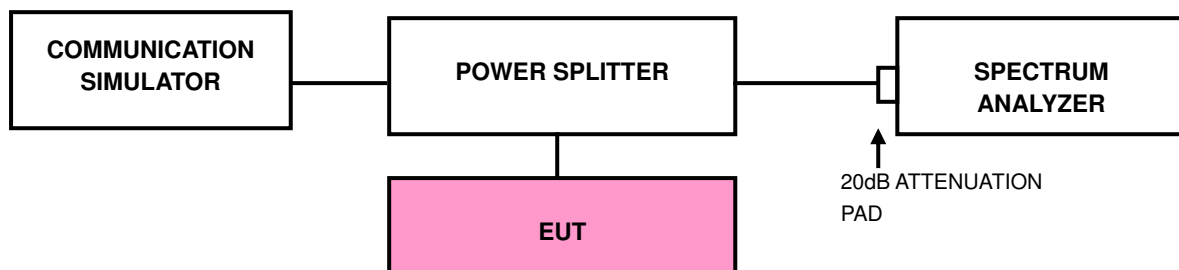 COMMUNICATION
SIMULATOR
POWER SPLITTER
SPECTRUM
ANALYZER
20dB ATTENUATION
PAD
EUT